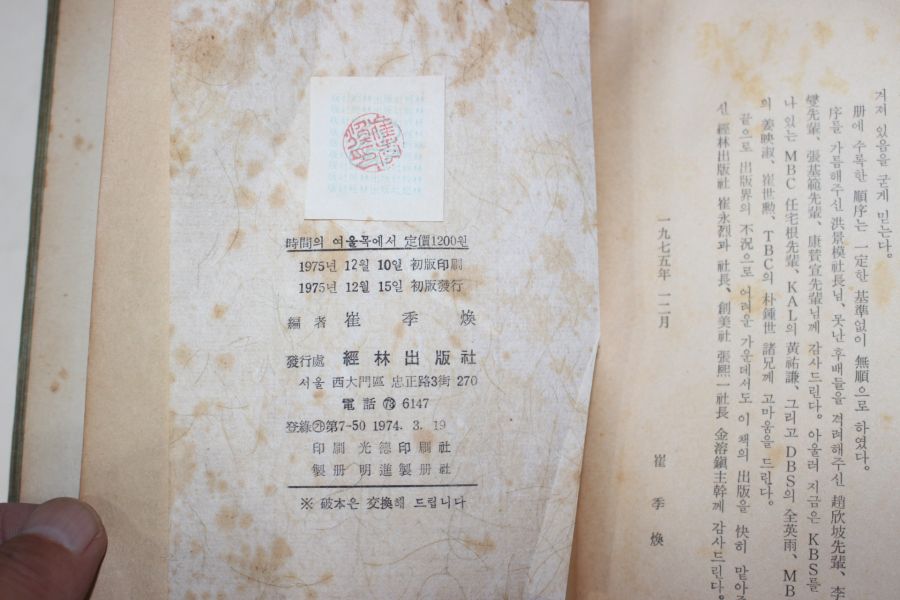 時間의 여울목에서 定價1200원
1975년 12월 10일 初版印刷
1975년 12월 15일 初版發行
編者 崔季煥
發行處 經林出版社
서울 西大門區 忠正路3街 270
電話 73 6147
登錄 第7-50 1974. 3. 19
印刷 光德印刷社
製册 明進製册社
※ 破本은 交換해 드립니다
거저 있음을 굳게 믿는다.
册에 수록한 順序는 一定한 基準없이 無順으로 하였다.
序를 가름해주신 洪景模社長님, 못난 후배들을 격려해주신 趙欣坡先輩, 李
燮先輩, 張基範先輩, 康賛宣先輩님께 감사드린다. 아울러 지금은 KBS를
나 있는 MBC 任宅根先輩, KAL의 黃祐謙, 그리고 DBS의 全英雨, MB
의 姜映淑, 崔世勲, TBC의 朴鍾世 諸兄께 고마움을 드린다.
끝으로 出版界의 不況으로 어려운 가운데서도 이 책의 出版을 快히 맡아주
신 經林出版社 崔永烈과 社長, 創美社 張熙一社長 金溶鎭主幹께 감사드린다.
一九七五年 一二月
崔季煥